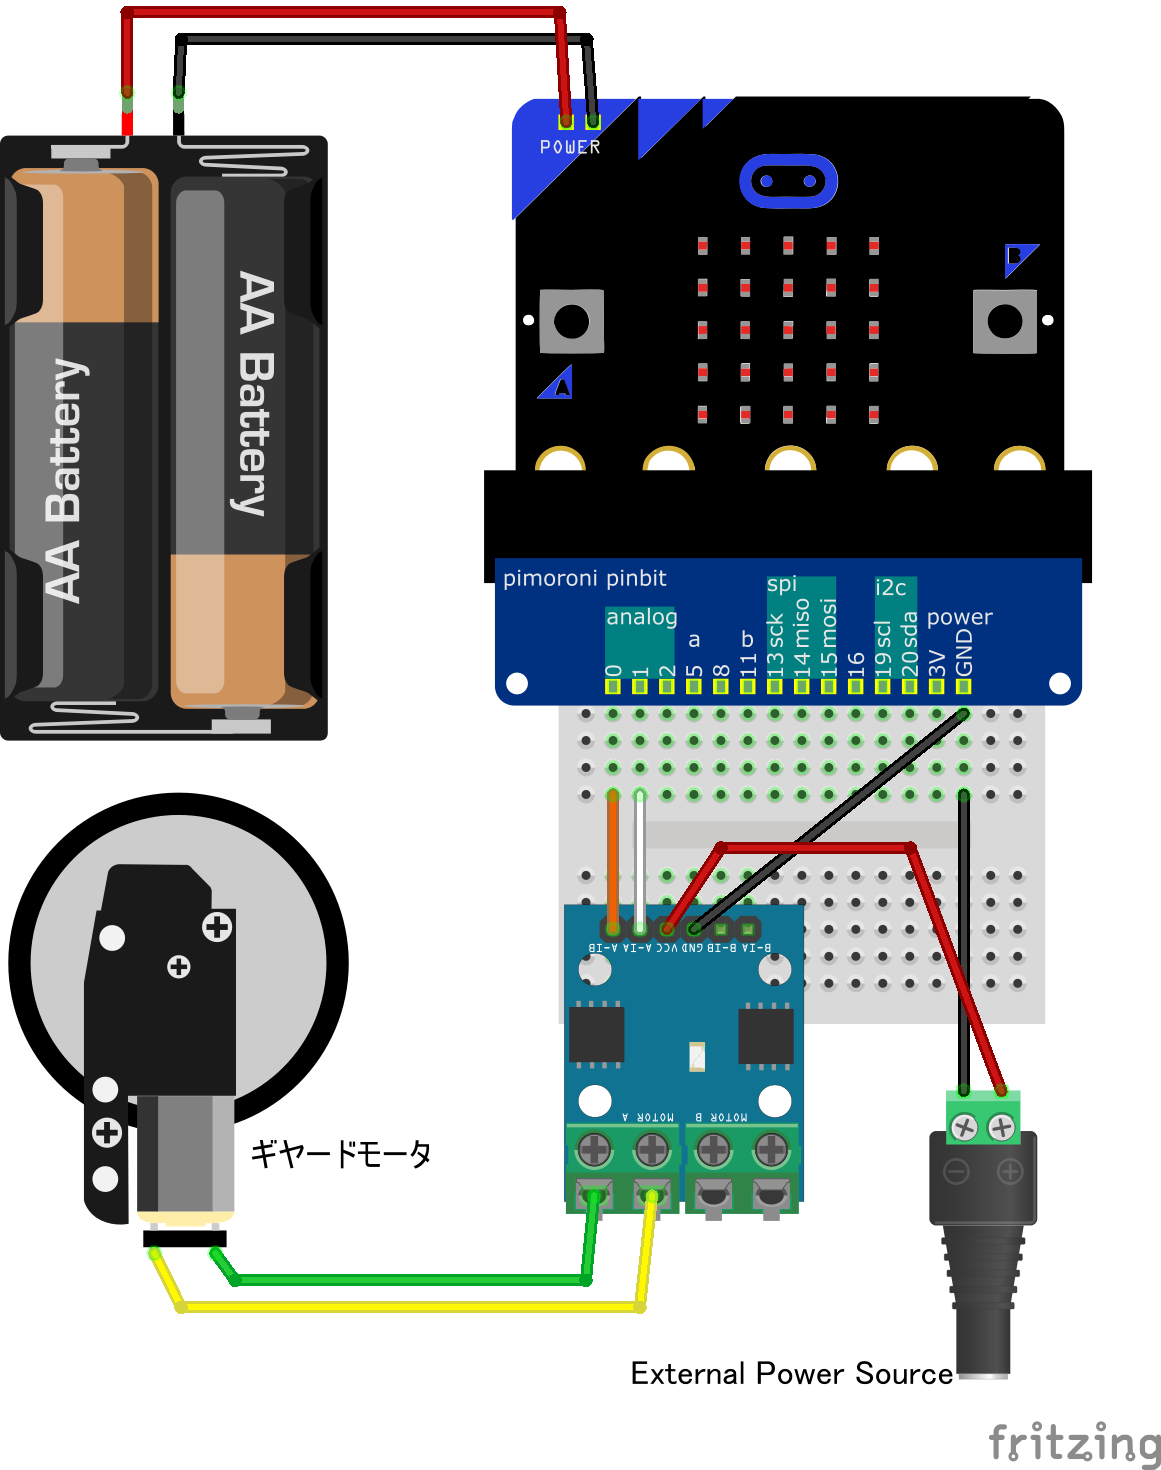 POWER
AA Battery
AA Battery
B
A
pimoroni pinbit
spi
i2c
analog
a
b
power
0
1
2
5
8
11
13 sck
14 miso
15 mosi
16
19 scl
20 sda
3V
GND
A-IB
A-IA
VCC
GND
B-IB
B-IA
MOTOR A
MOTOR B
ギヤードモータ
External Power Source
fritzing